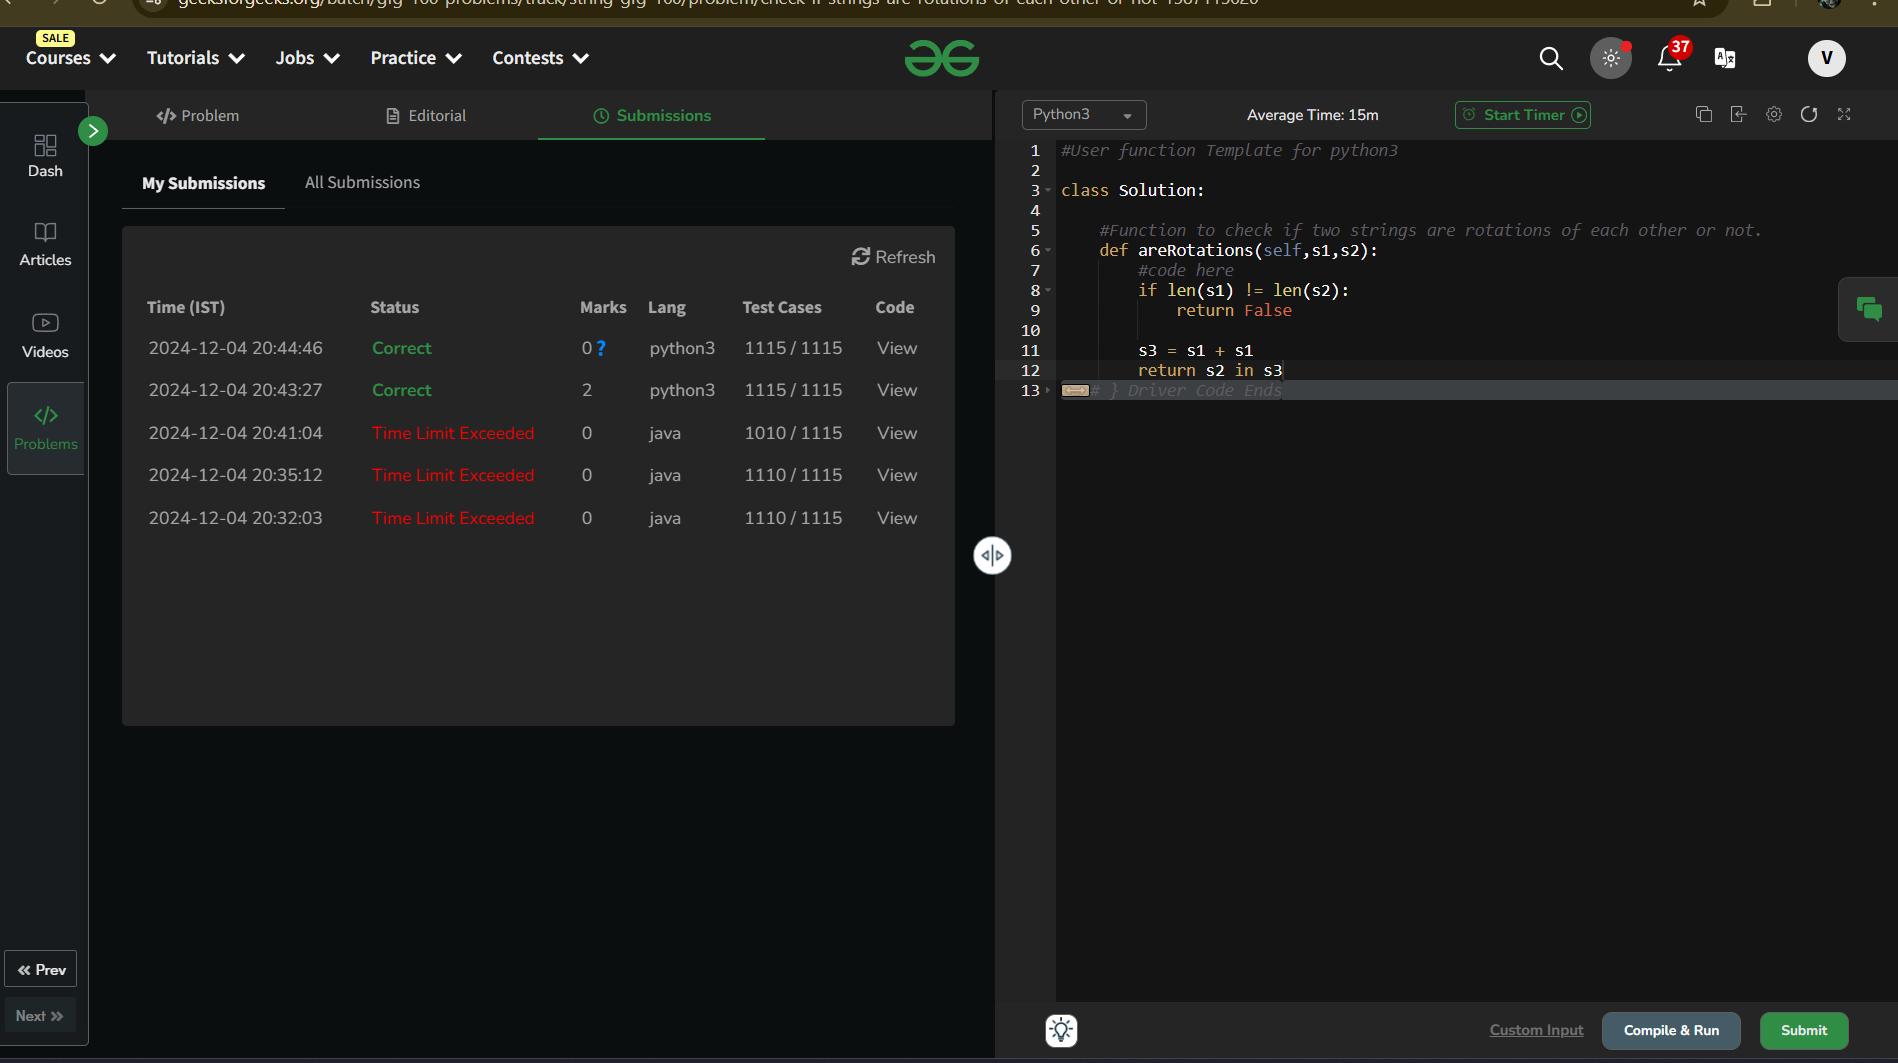 geeksforgeeks.org/batch/gfg-160-problems/track/string-gfg-160/problem/check-if-strings-are-rotations-of-each-other-or-not-1587115620
SALE
Courses Tutorials Jobs Practice Contests 37 V
Dash
Articles
Videos
Problems
Prev
Next
Problem Editorial Submissions
My Submissions All Submissions
Refresh
Time (IST) Status Marks Lang Test Cases Code
2024-12-04 20:44:46 Correct 0 ? python3 1115 / 1115 View
2024-12-04 20:43:27 Correct 2 python3 1115 / 1115 View
2024-12-04 20:41:04 Time Limit Exceeded 0 java 1010 / 1115 View
2024-12-04 20:35:12 Time Limit Exceeded 0 java 1110 / 1115 View
2024-12-04 20:32:03 Time Limit Exceeded 0 java 1110 / 1115 View
Python3 Average Time: 15m Start Timer
1 #User function Template for python3
2
3 class Solution:
4
5 #Function to check if two strings are rotations of each other or not.
6 def areRotations(self,s1,s2):
7 #code here
8 if len(s1) != len(s2):
9 return False
10
11 s3 = s1 + s1
12 return s2 in s3
13 # } Driver Code Ends
Custom Input Compile & Run Submit